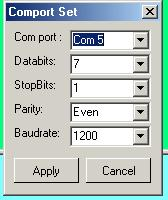 Comport Set
Com port : Com 5
Databits: 7
StopBits: 1
Parity: Even
Baudrate: 1200
Apply Cancel